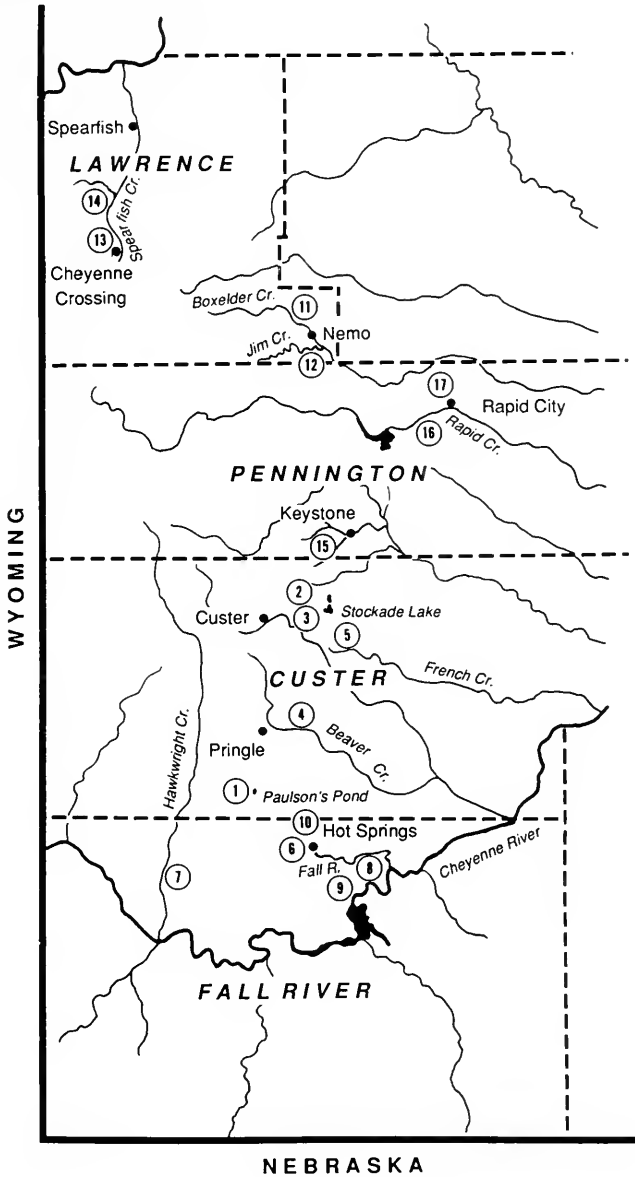 Spearfish
LAWRENCE
14
Spearfish Cr.
13
Cheyenne
Crossing
Boxelder Cr.
11
Nemo
Jim Cr.
12
17
Rapid City
16
Rapid Cr.
PENNINGTON
Keystone
15
WYOMING
2
Custer
3
Stockade Lake
5
CUSTER
French Cr.
Hawkwright Cr.
4
Beaver
Cr.
Pringle
1
Paulson's Pond
10
Hot Springs
6
Fall R.
8
Cheyenne River
7
9
FALL RIVER
NEBRASKA